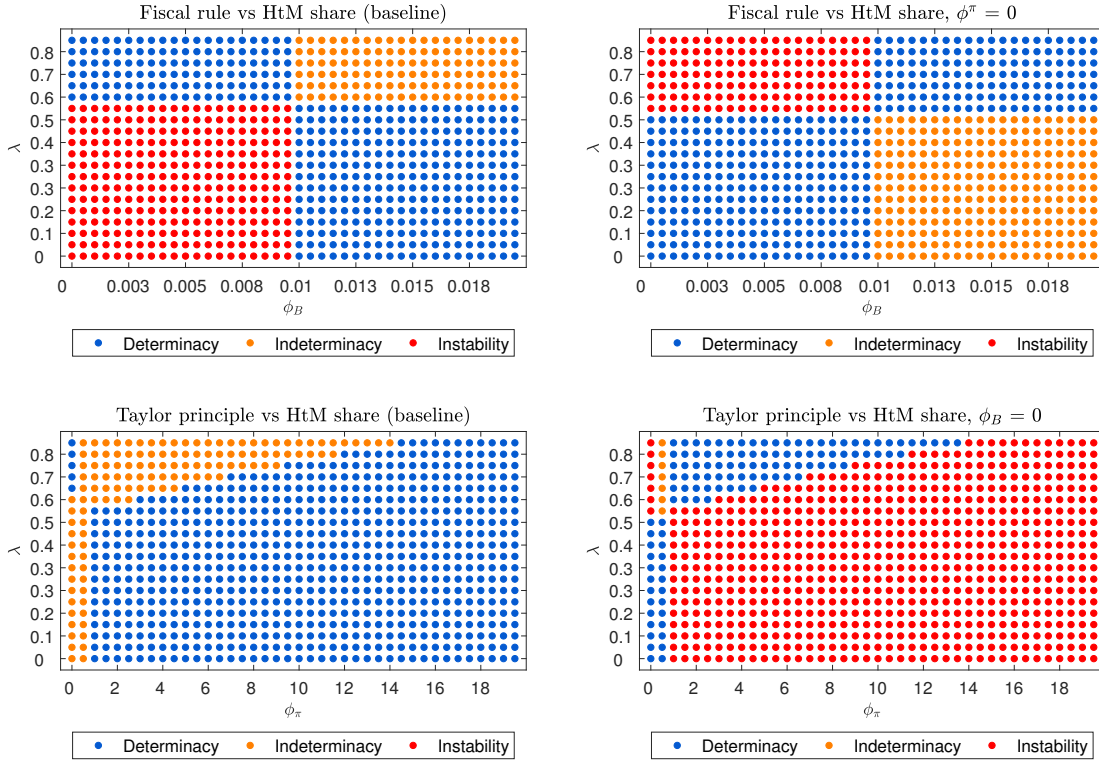 Fiscal rule vs HtM share (baseline)
0.8
0.7
0.6
0.5
0.4
0.3
0.3
0.2
0.1
0
λ
0 0.003 0.005 0.008 0.01 0.013 0.015 0.018
ϕ_B
Determinacy Indeterminacy Instability
Fiscal rule vs HtM share, ϕ^π = 0
0.8
0.7
0.6
0.5
0.4
0.3
0.3
0.2
0.1
0
λ
0 0.003 0.005 0.008 0.01 0.013 0.015 0.018
ϕ_B
Determinacy Indeterminacy Instability
Taylor principle vs HtM share (baseline)
0.8
0.7
0.6
0.5
0.4
0.3
0.3
0.2
0.1
0
λ
0 2 4 6 8 10 12 14 16 18
ϕ_π
Determinacy Indeterminacy Instability
Taylor principle vs HtM share, ϕ_B = 0
0.8
0.7
0.6
0.5
0.4
0.3
0.3
0.2
0.1
0
λ
0 2 4 6 8 10 12 14 16 18
ϕ_π
Determinacy Indeterminacy Instability